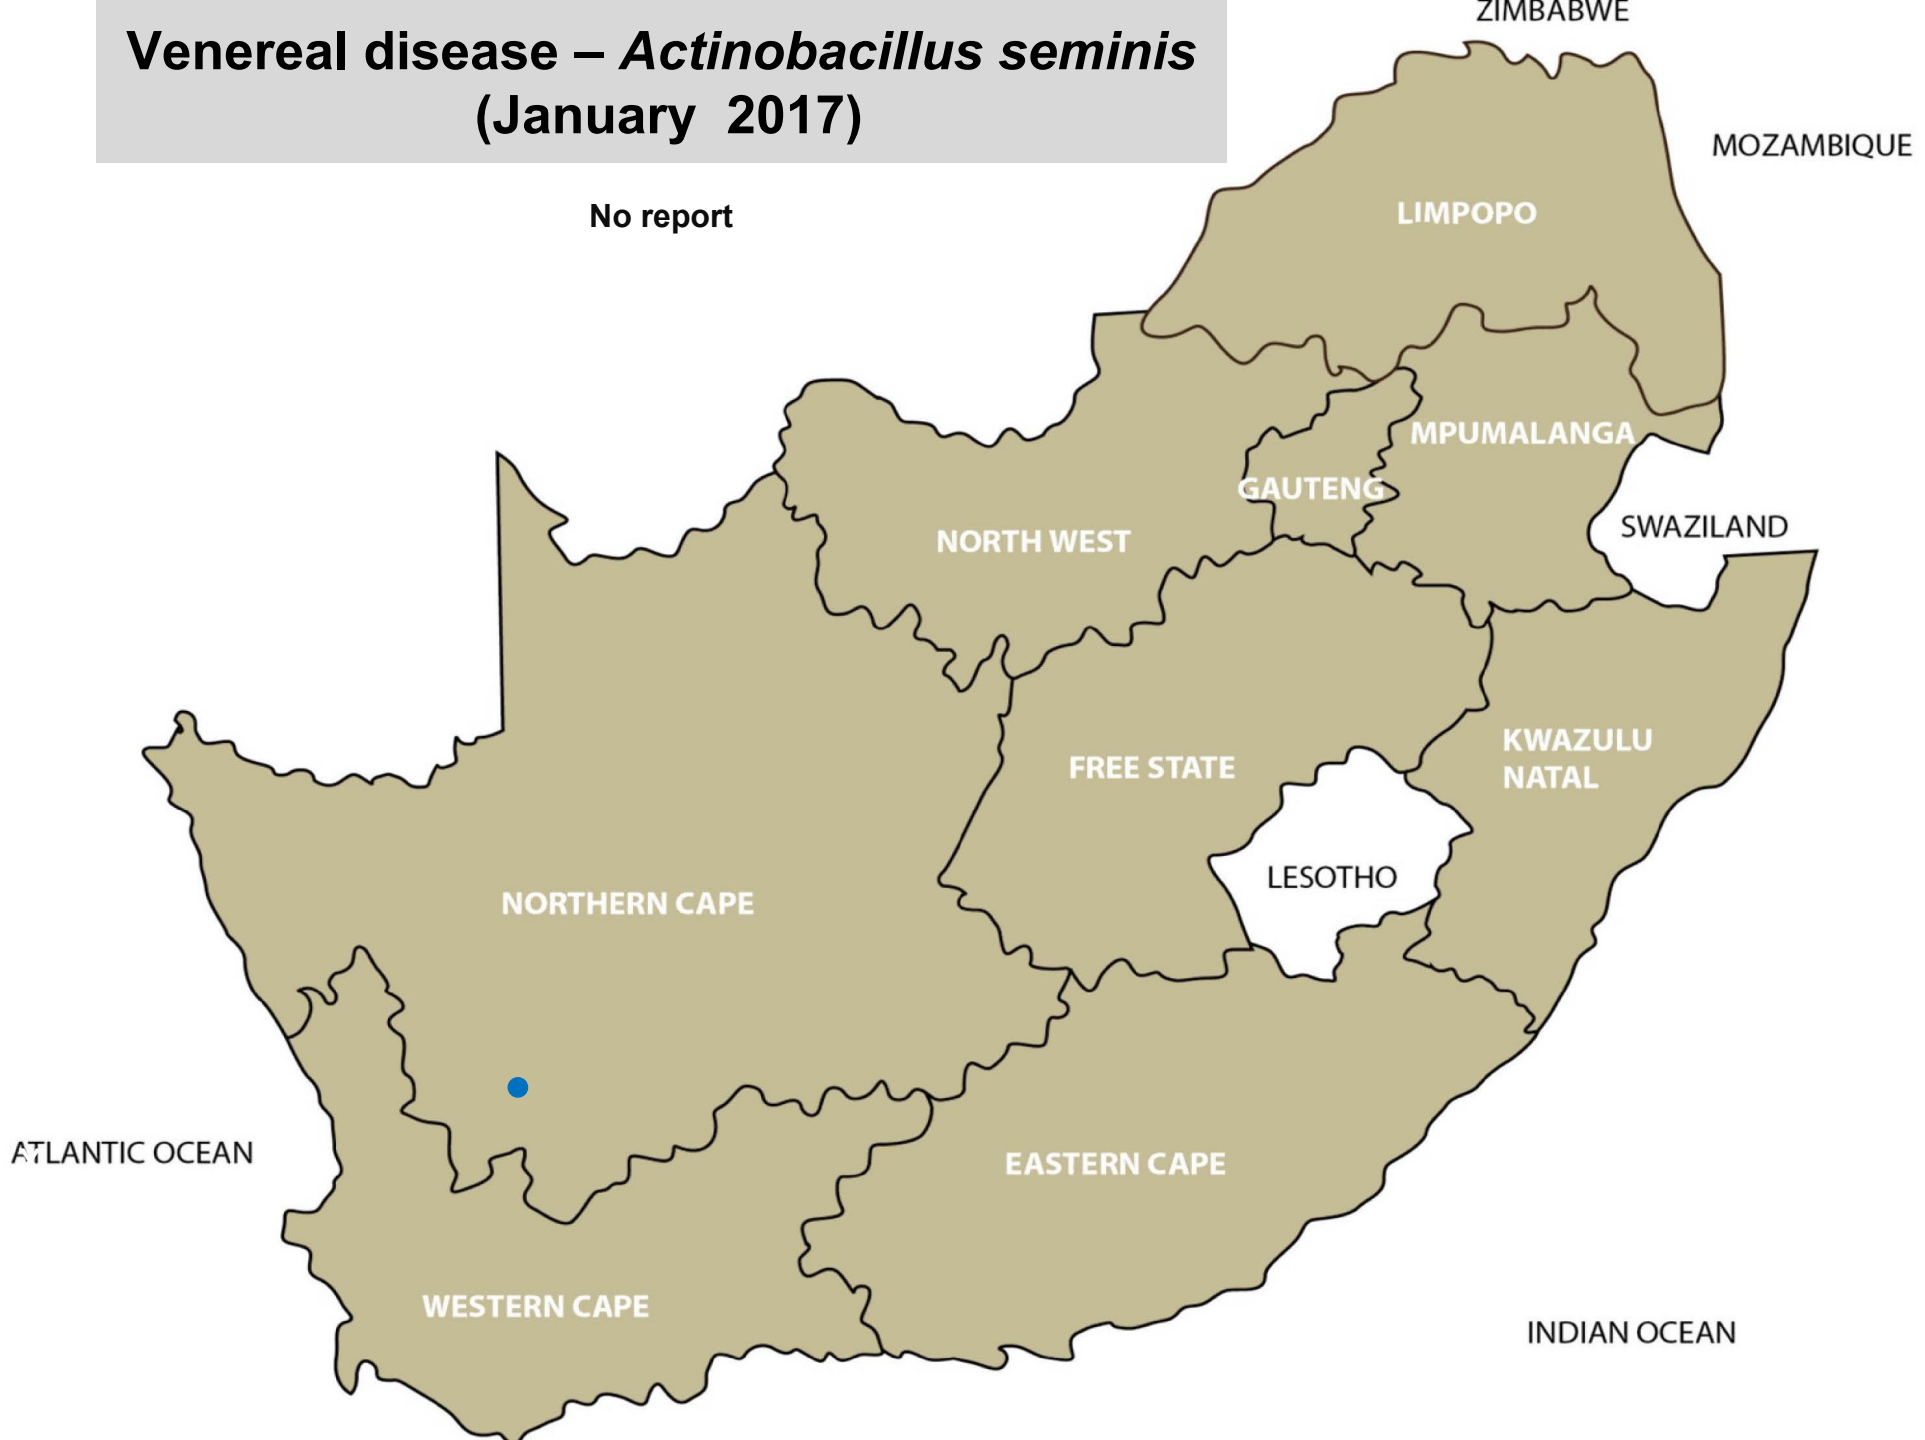 Venereal disease – Actinobacillus seminis
(January 2017)
No report
ZIMBABWE
MOZAMBIQUE
LIMPOPO
MPUMALANGA
GAUTENG
NORTH WEST
SWAZILAND
KWAZULU
NATAL
FREE STATE
LESOTHO
NORTHERN CAPE
ATLANTIC OCEAN
EASTERN CAPE
WESTERN CAPE
INDIAN OCEAN